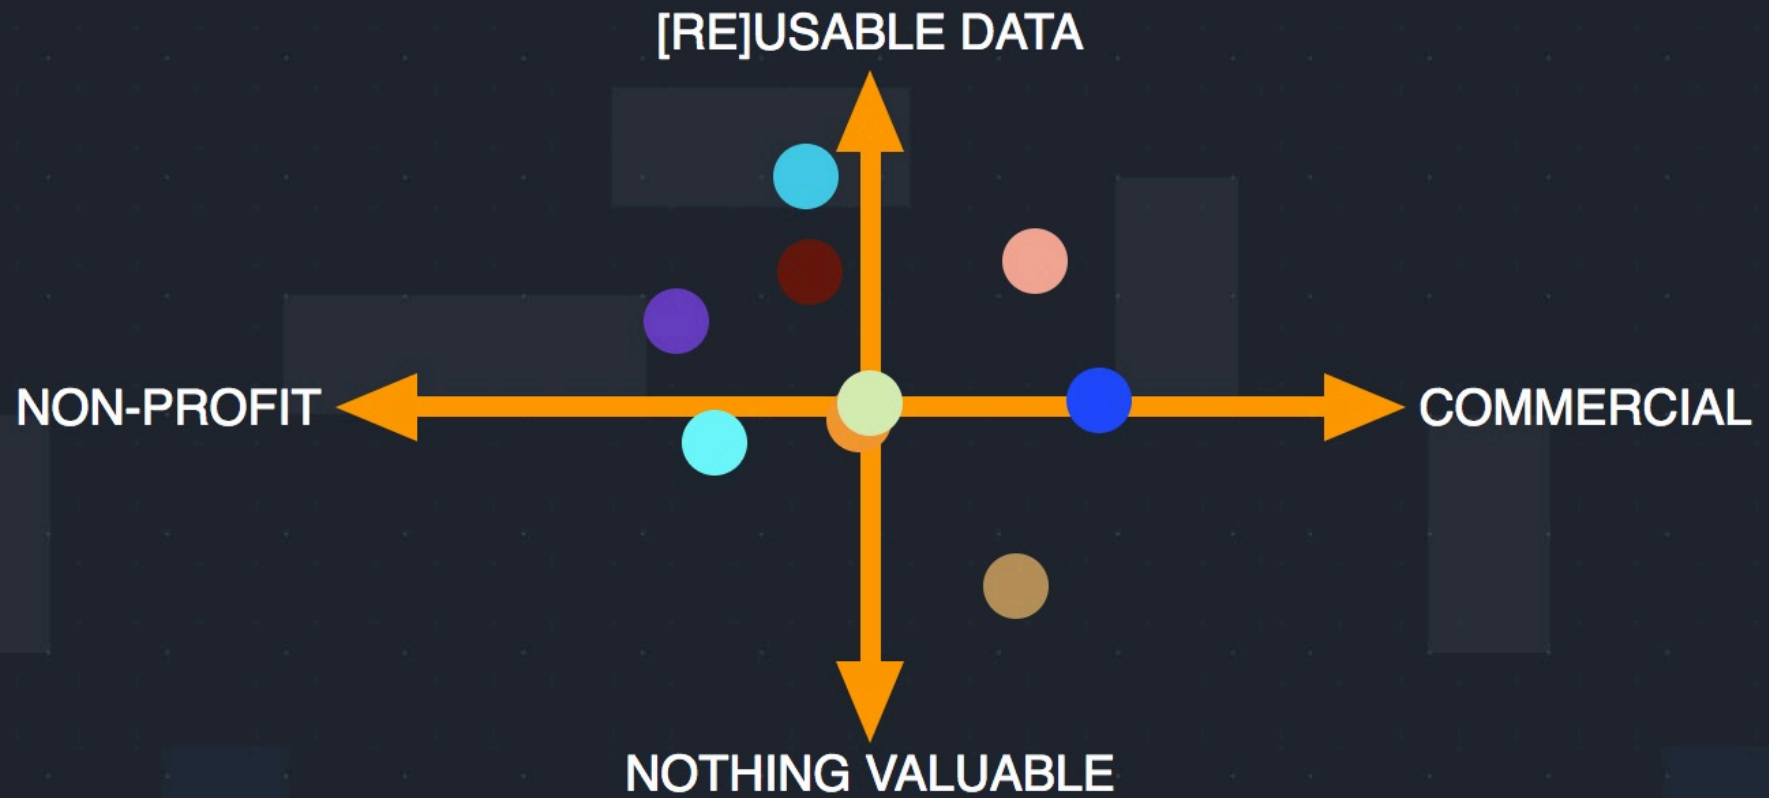 [RE]USABLE DATA
NON-PROFIT
COMMERCIAL
NOTHING VALUABLE